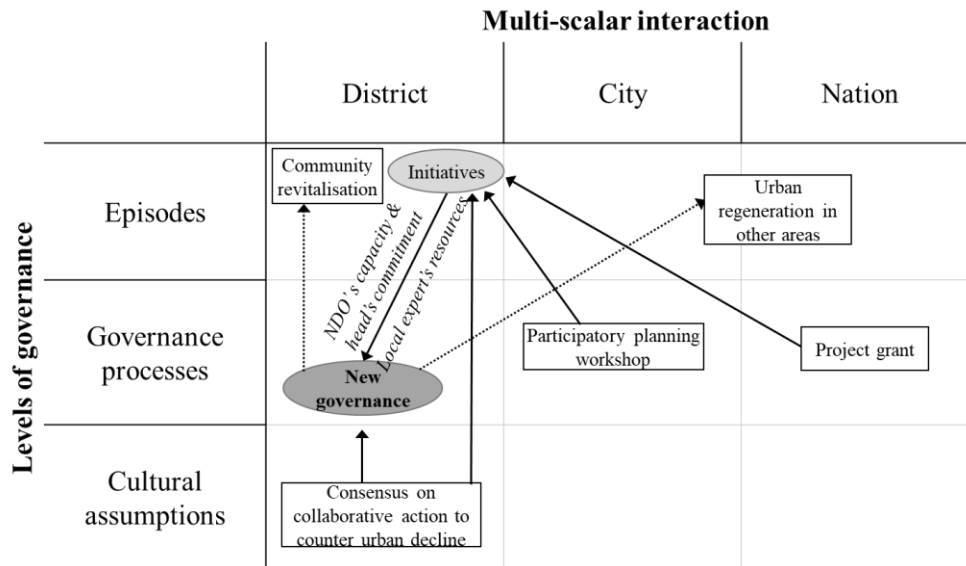 Multi-scalar interaction
District
City
Nation
Levels of governance
Episodes
Community
revitalisation
Initiatives
Urban
regeneration in
other areas
NDO's capacity &
head's commitment
Local expert's resources
Governance
processes
New
governance
Participatory planning
workshop
Project grant
Cultural
assumptions
Consensus on
collaborative action to
counter urban decline